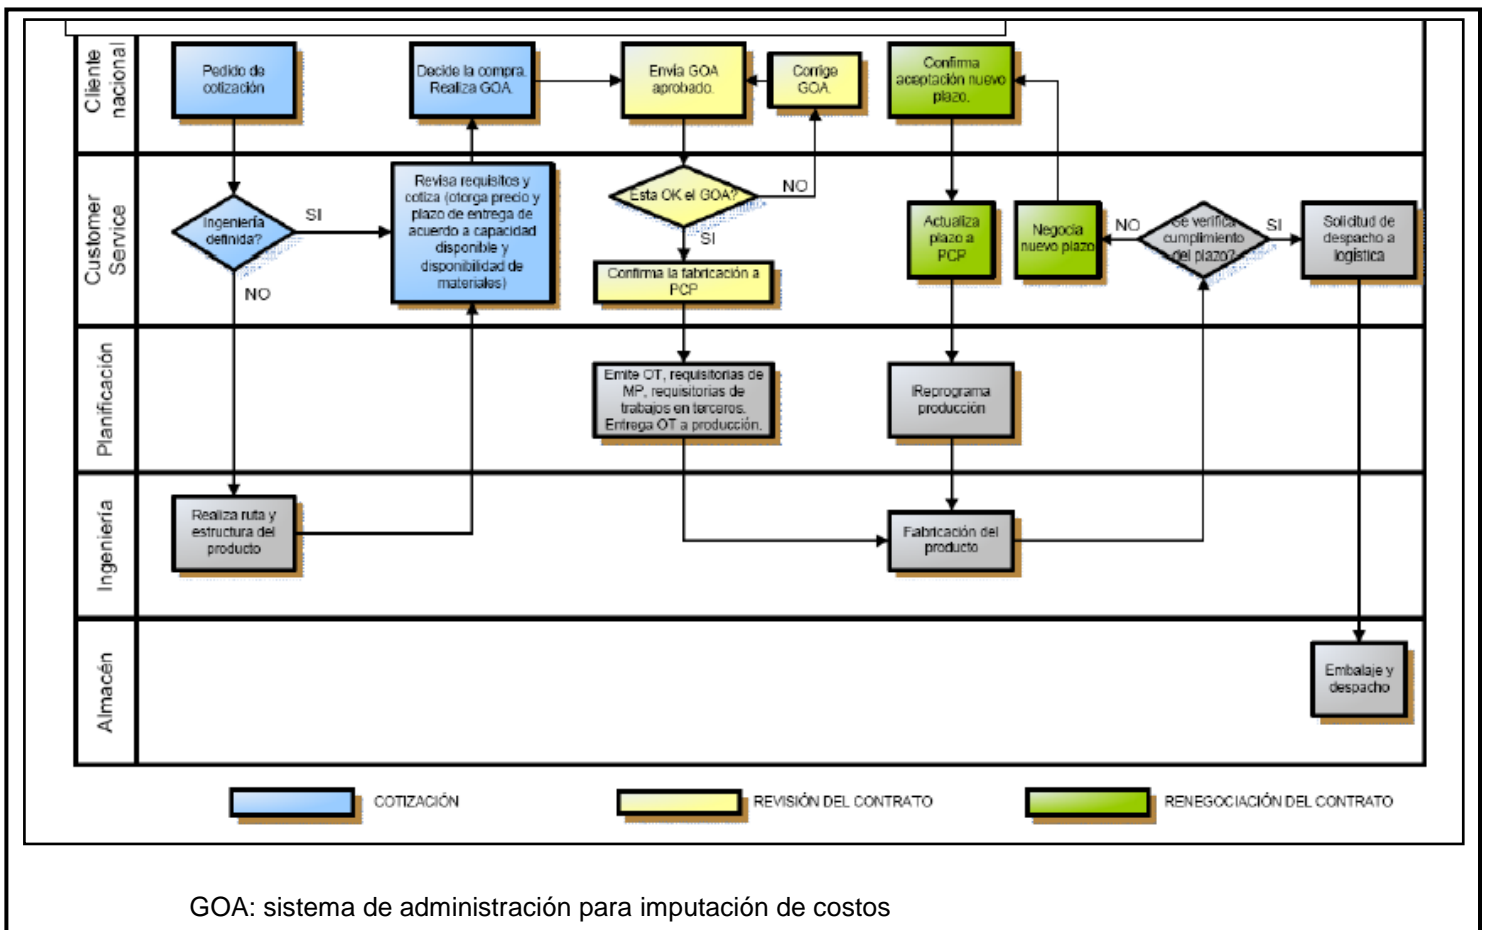 Cliente
nacional
Pedido de
cotización
Decide la compra.
Realiza GOA.
Envía GOA
aprobado.
Corrige
GOA.
Confirma
aceptación nuevo
plazo.
Customer
Service
Ingeniería
definida?
SI
NO
Revisa requisitos y
cotiza (otorga precio y
plazo de entrega de
acuerdo a capacidad
disponible y
disponibilidad de
materiales)
Esta OK el GOA?
NO
SI
Confirma la fabricación a
PCP
Actualiza
plazo a
PCP
Negocia
nuevo plazo
NO
Se verifica
cumplimiento
del plazo?
SI
Solicitud de
despacho a
logística
Planificación
Emite OT, requisitorias de
MP, requisitorias de
trabajos en terceros.
Entrega OT a producción.
IReprograma
producción
Ingeniería
Realiza ruta y
estructura del
producto
Fabricación del
producto
Almacén
Embalaje y
despacho
COTIZACIÓN
REVISIÓN DEL CONTRATO
RENEGOCIACIÓN DEL CONTRATO
GOA: sistema de administración para imputación de costos